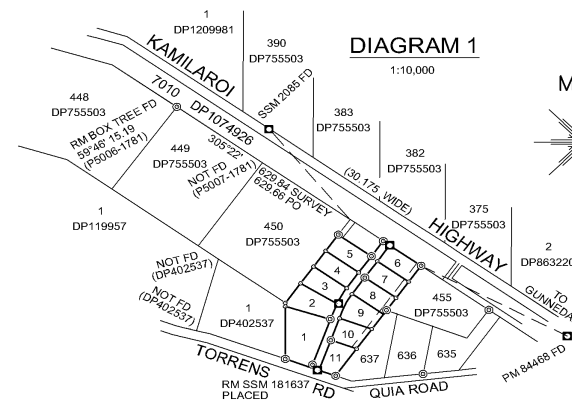 1
DP1209981
390
DP755503
DIAGRAM 1
1:10,000
M
KAMILAROI
HIGHWAY
7010
DP1074926
SSM 2085 FD
448
DP755503
RM BOX TREE FD
59°46' 15.19
(P5006-1781)
449
DP755503
305°22'
NOT FD
(P5007-1781)
(629.84 SURVEY
629.66 PO
383
DP755503
382
DP755503
(30.175 WIDE)
375
DP755503
2
DP863220
TO
GUNNEDA
1
DP119957
450
DP755503
NOT FD
(DP402537)
NOT FD
(DP402537)
1
DP402537
5
4
3
2
1
6
7
8
9
10
11
455
DP755503
637
636
635
PM 84468 FD
TORRENS
RD
RM SSM 181637
PLACED
QUIA ROAD